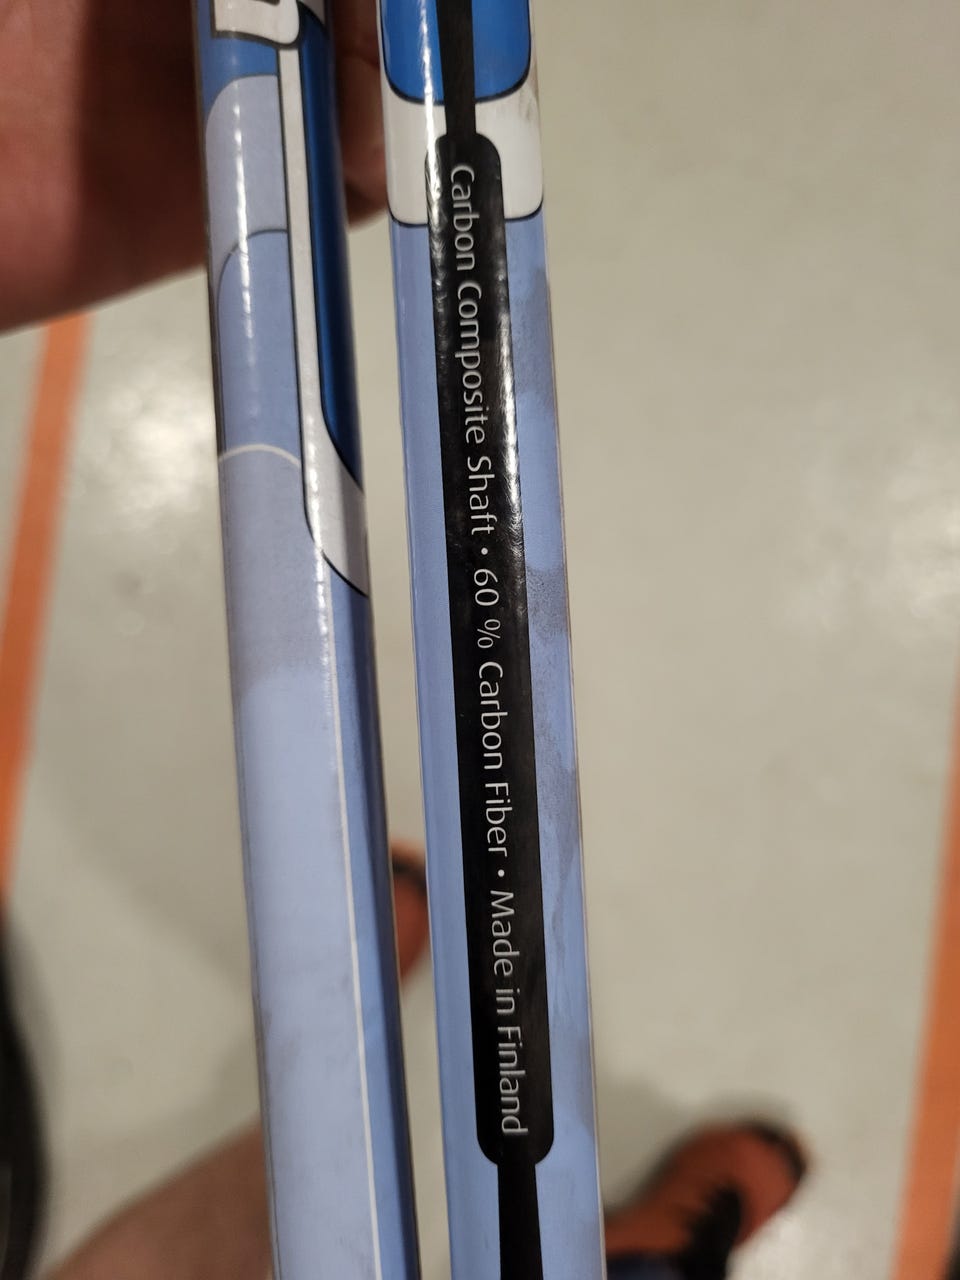 Carbon Composite Shaft • 60 % Carbon Fiber • Made in Finland